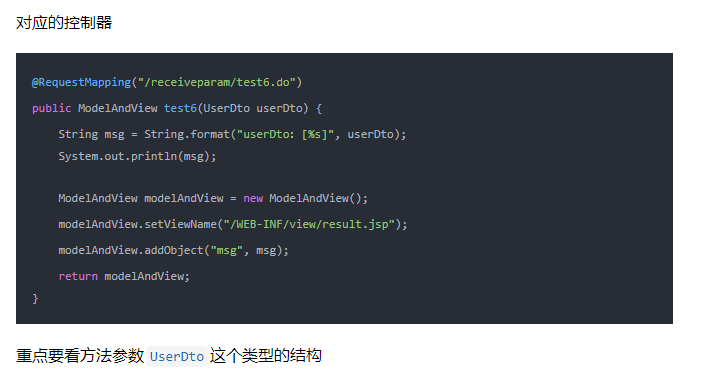 对应的控制器
@RequestMapping("/receiveparam/test6.do")
public ModelAndView test6(UserDto userDto) {
    String msg = String.format("userDto：[%s]", userDto);
    System.out.println(msg);
    ModelAndView modelAndView = new ModelAndView();
    modelAndView.setViewName("/WEB-INF/view/result.jsp");
    modelAndView.addObject("msg", msg);
    return modelAndView;
}
重点要看方法参数 UserDto 这个类型的结构